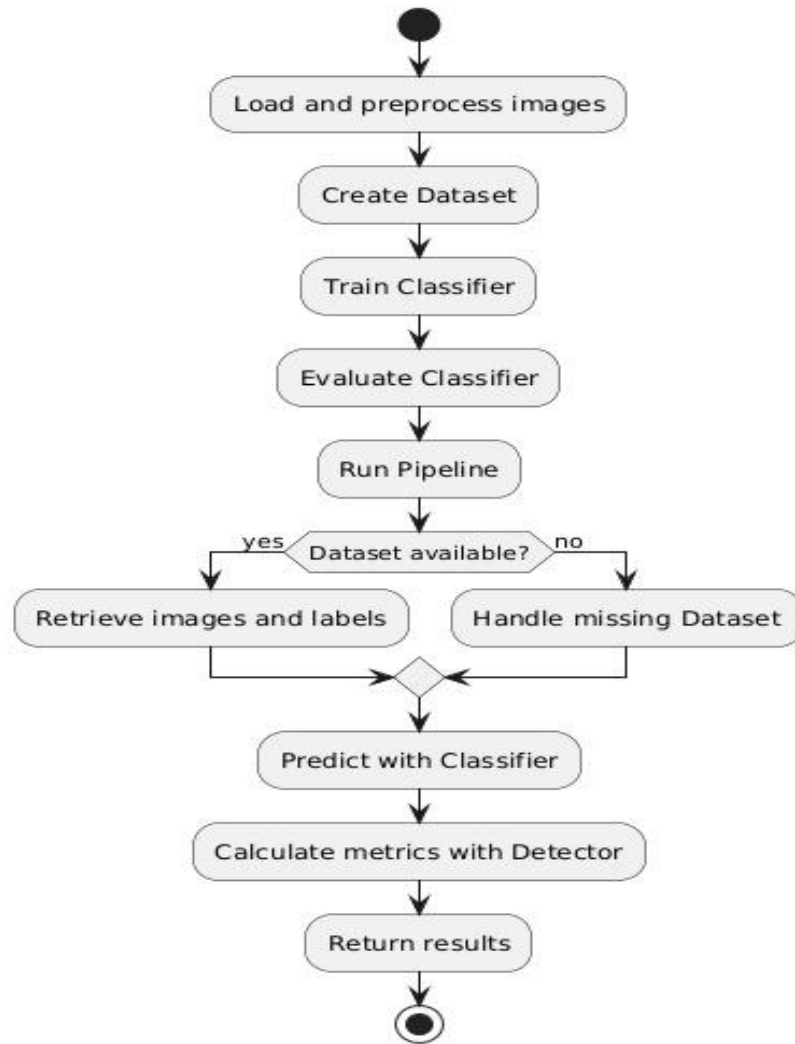 Load and preprocess images
Create Dataset
Train Classifier
Evaluate Classifier
Run Pipeline
yes
Dataset available?
no
Retrieve images and labels
Handle missing Dataset
Predict with Classifier
Calculate metrics with Detector
Return results